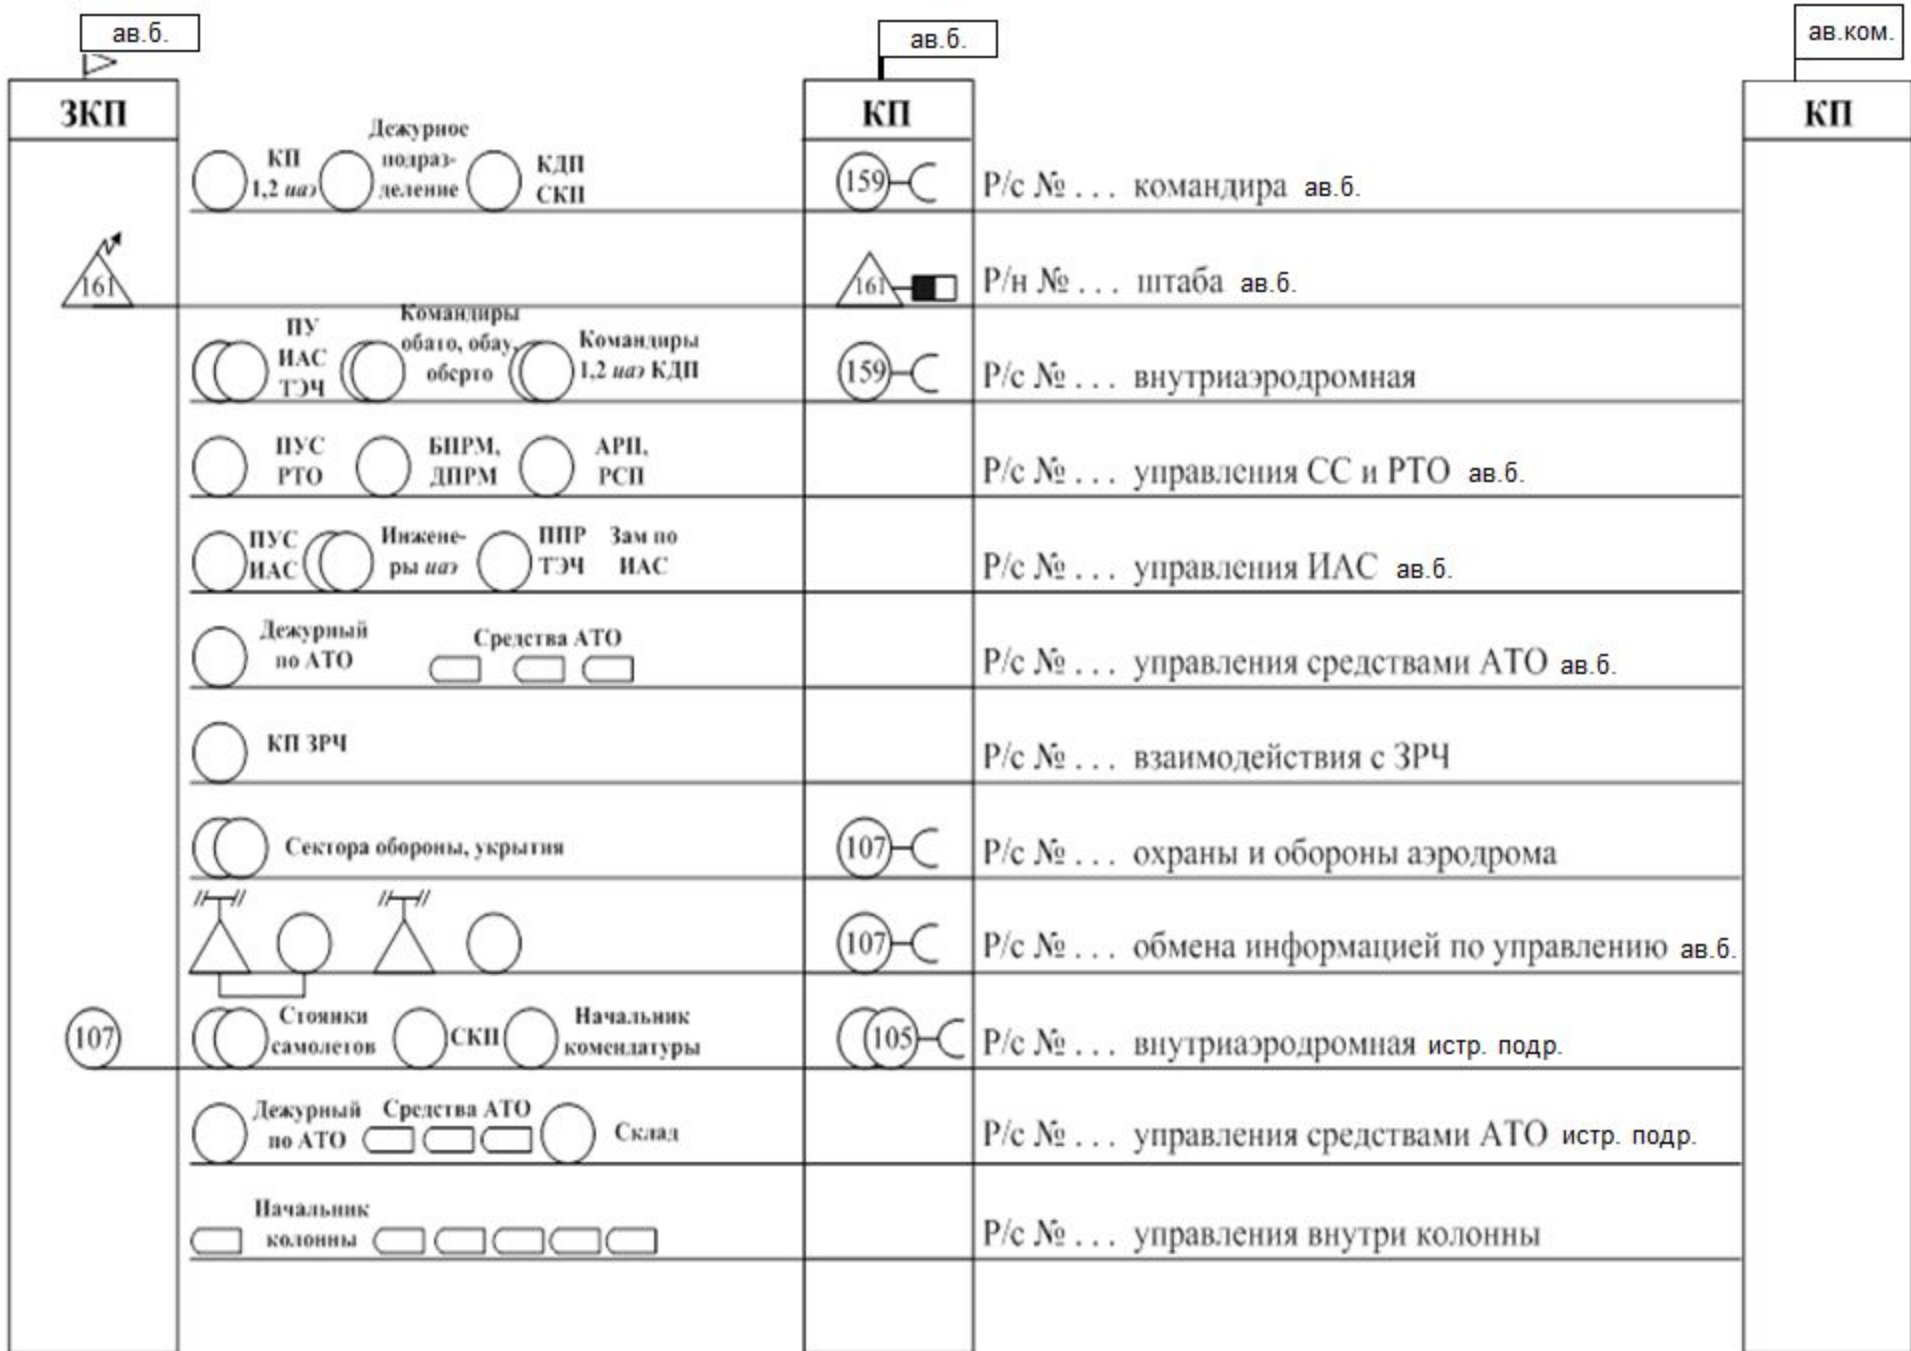 ав.б.
ав.б.
ав.ком.
ЗКП
КП
КП
КП
1,2 иаэ
Дежурное
подраз-
деление
КДП
СКП
159
Р/с № . . . командира ав.б.
161
161
Р/н № . . . штаба ав.б.
ПУ
ИАС
ТЭЧ
Командиры
обато, обау,
обсрто
Командиры
1,2 иаэ КДП
159
Р/с № . . . внутриаэродромная
ПУС
РТО
БПРМ,
ДПРМ
АРП,
РСП
Р/с № . . . управления СС и РТО ав.б.
ПУС
ИАС
Инжене-
ры иаэ
ППР
ТЭЧ
Зам по
ИАС
Р/с № . . . управления ИАС ав.б.
Дежурный
по АТО
Средства АТО
Р/с № . . . управления средствами АТО ав.б.
КП ЗРЧ
Р/с № . . . взаимодействия с ЗРЧ
Сектора обороны, укрытия
107
Р/с № . . . охраны и обороны аэродрома
107
Р/с № . . . обмена информацией по управлению ав.б.
107
Стоянки
самолетов
СКП
Начальник
комендатуры
105
Р/с № . . . внутриаэродромная истр. подр.
Дежурный
по АТО
Средства АТО
Склад
Р/с № . . . управления средствами АТО истр. подр.
Начальник
колонны
Р/с № . . . управления внутри колонны